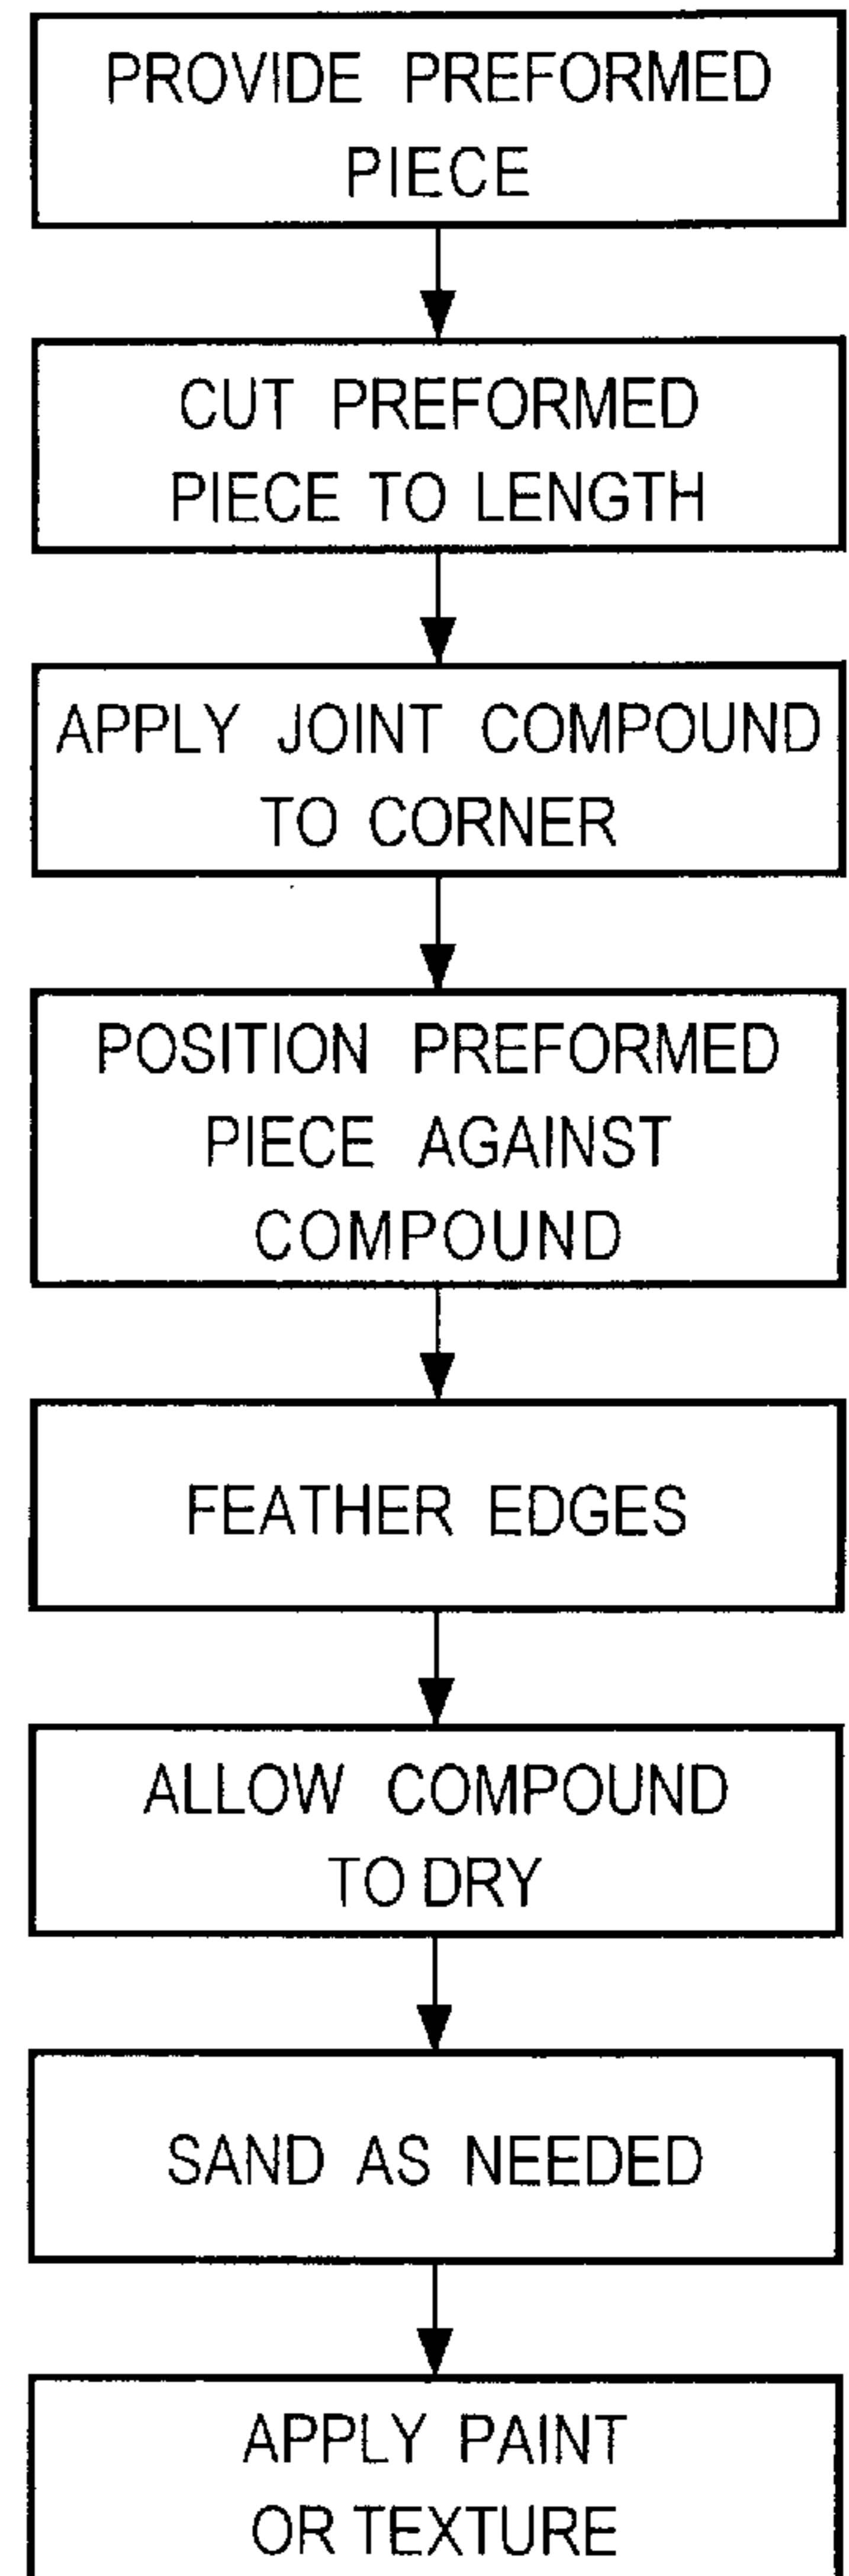 PROVIDE PREFORMED
PIECE
CUT PREFORMED
PIECE TO LENGTH
APPLY JOINT COMPOUND
TO CORNER
POSITION PREFORMED
PIECE AGAINST
COMPOUND
FEATHER EDGES
ALLOW COMPOUND
TO DRY
SAND AS NEEDED
APPLY PAINT
OR TEXTURE